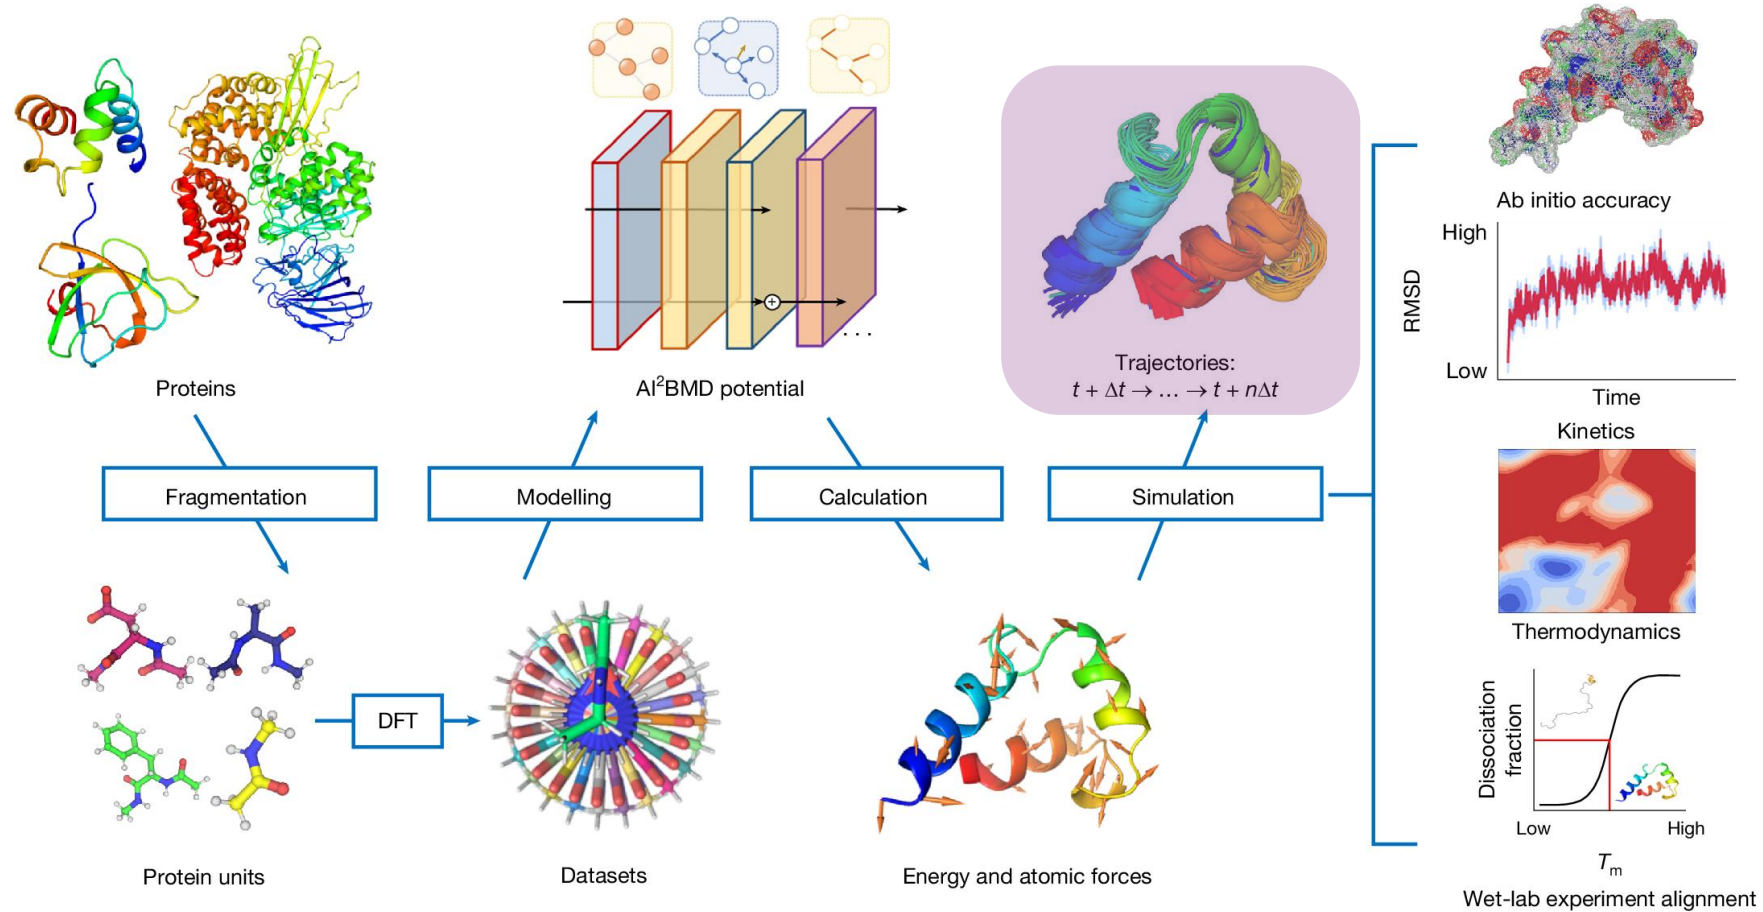 Proteins
Fragmentation
Protein units
DFT
Datasets
Modelling
AI²BMD potential
+
. . .
Calculation
Energy and atomic forces
Simulation
Trajectories:
t + Δt → ... → t + nΔt
Ab initio accuracy
High
RMSD
Low
Time
Kinetics
Thermodynamics
Dissociation
fraction
Low
High
Tm
Wet-lab experiment alignment